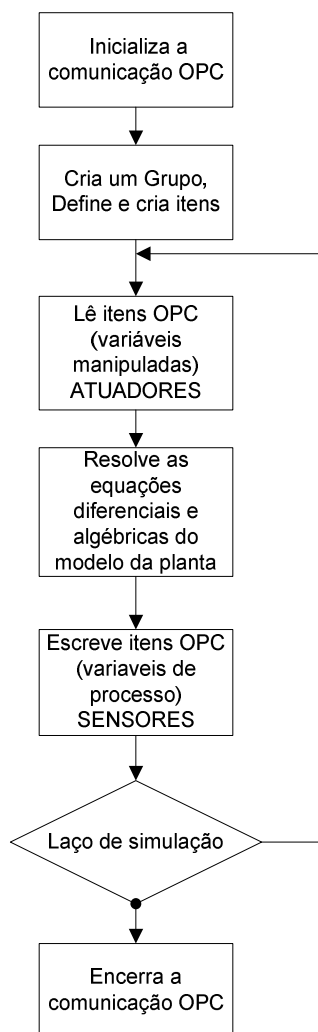 Inicializa a
comunicação OPC
Cria um Grupo,
Define e cria itens
Lê itens OPC
(variáveis
manipuladas)
ATUADORES
Resolve as
equações
diferenciais e
algébricas do
modelo da planta
Escreve itens OPC
(variaveis de
processo)
SENSORES
Laço de simulação
Encerra a
comunicação OPC